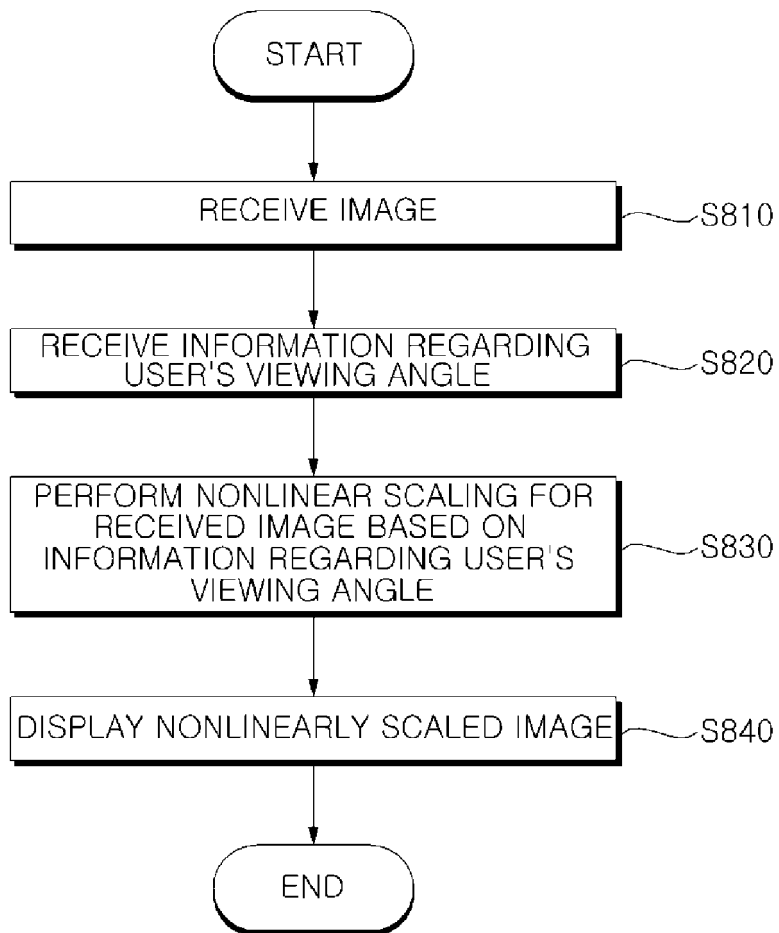 START
RECEIVE IMAGE
S810
RECEIVE INFORMATION REGARDING
USER'S VIEWING ANGLE
S820
PERFORM NONLINEAR SCALING FOR
RECEIVED IMAGE BASED ON
INFORMATION REGARDING USER'S
VIEWING ANGLE
S830
DISPLAY NONLINEARLY SCALED IMAGE
S840
END